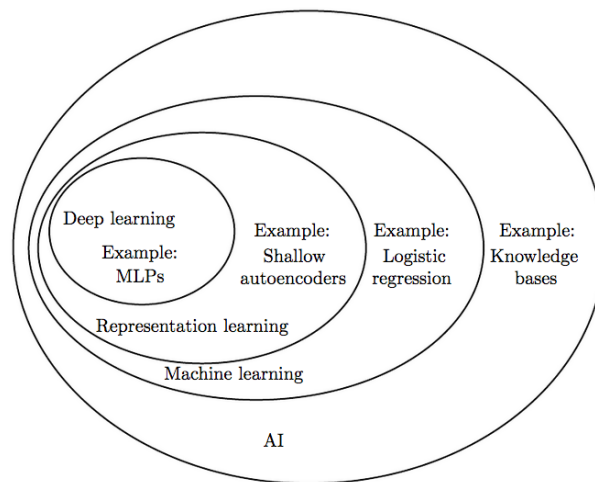 Deep learning
Example:
MLPs
Example:
Shallow
autoencoders
Example:
Logistic
regression
Example:
Knowledge
bases
Representation learning
Machine learning
AI